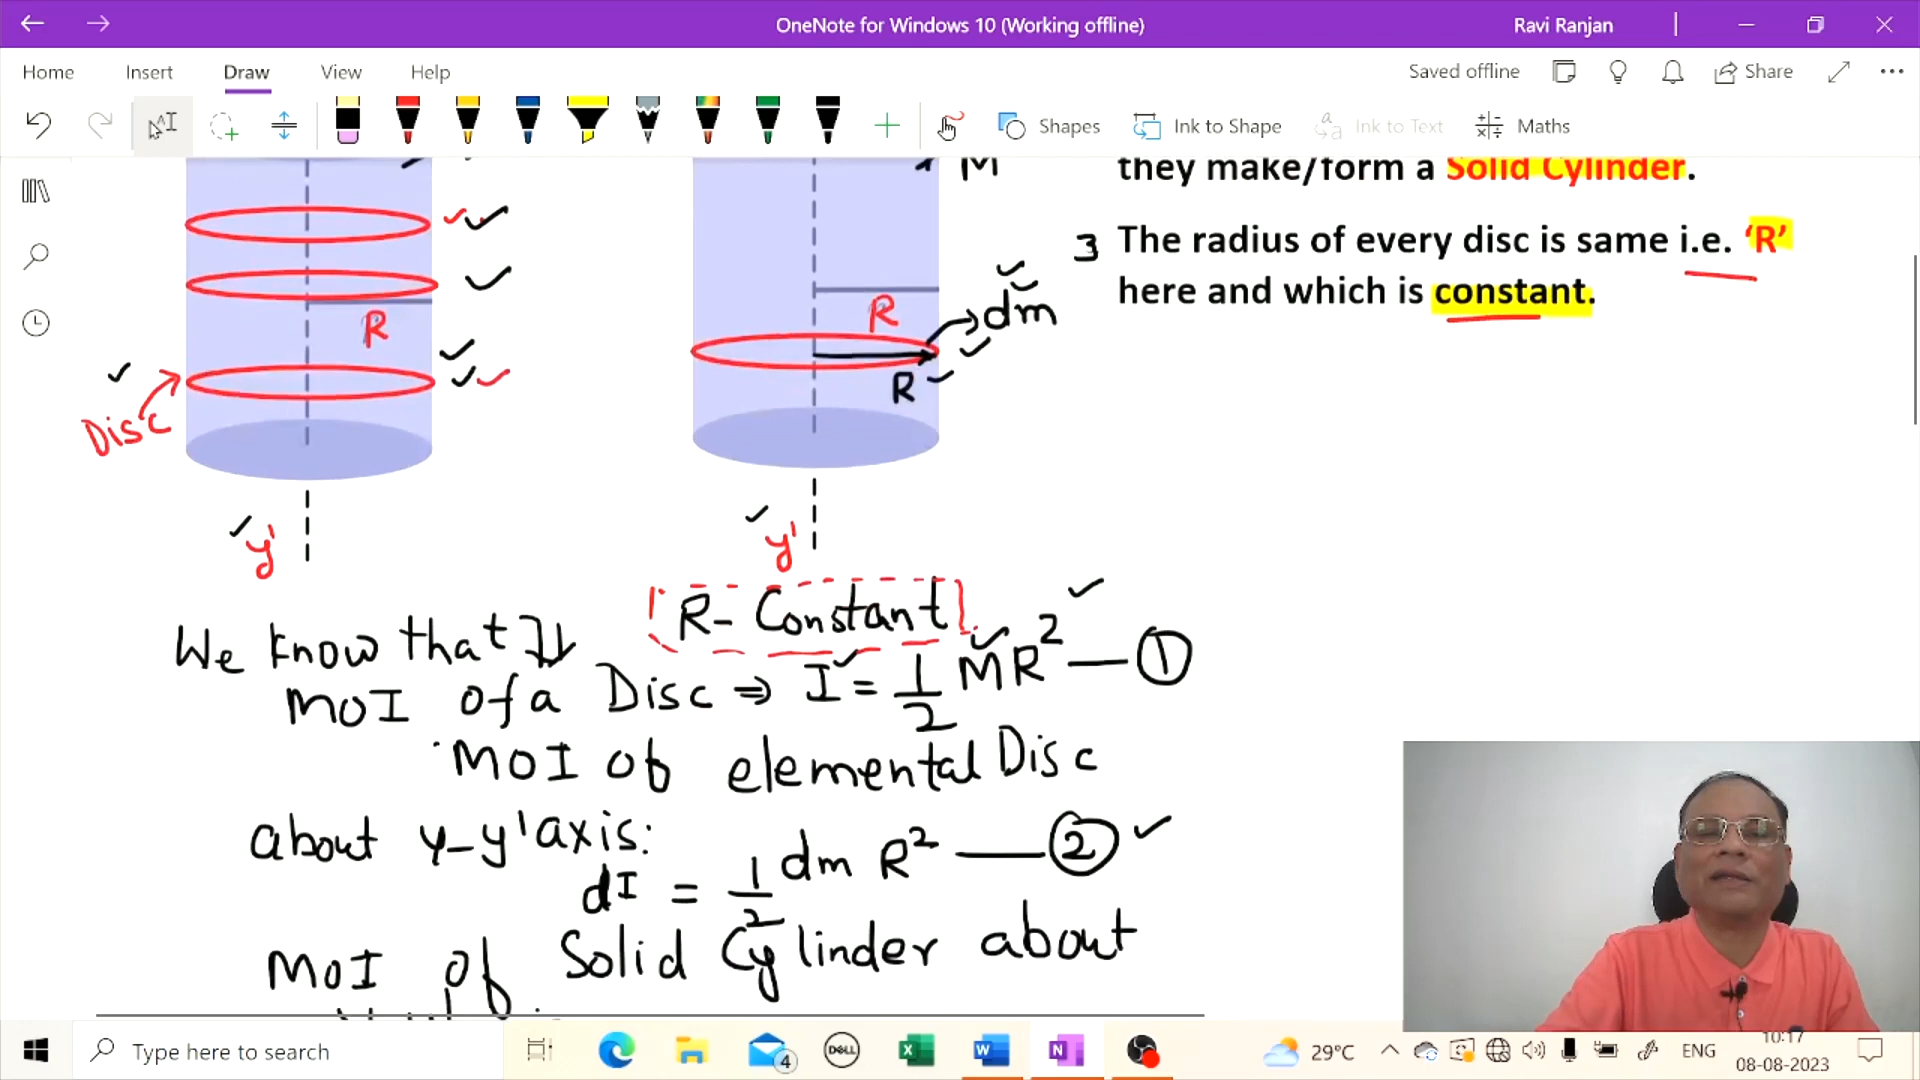 OneNote for Windows 10 (Working offline)
Ravi Ranjan
Home Insert Draw View Help
Saved offline
Share
Shapes
Ink to Shape
Ink to Text
Maths
M
they make/form a Solid Cylinder.
3 The radius of every disc is same i.e. ‘R’
here and which is constant.
R
Disc
y'
R
dm
R
y'
R- Constant
We know that
MOI of a Disc ⇒ I = 1/2 MR² — ①
MOI of elemental Disc
about y-y' axis:
dI = 1/2 dm R² — ②
MOI of Solid Cylinder about
Type here to search
4
DELL
29°C
ENG
10:17
08-08-2023